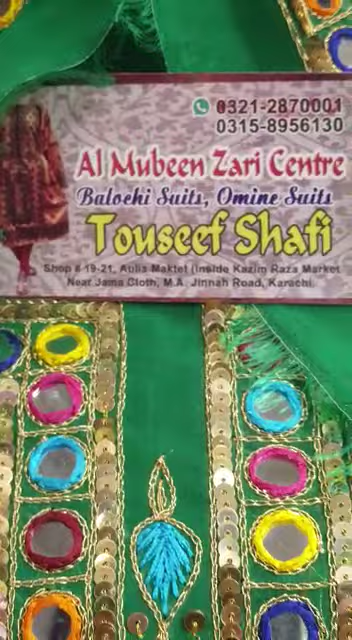 0321-2870001
0315-8956130
Al Mubeen Zari Centre
Balochi Suits, Omine Suits
Touseef Shafi
Shop # 19-21, Aulia Maktet (Inside Kazim Raza Market
Near Jama Cloth, M.A. Jinnah Road, Karachi.